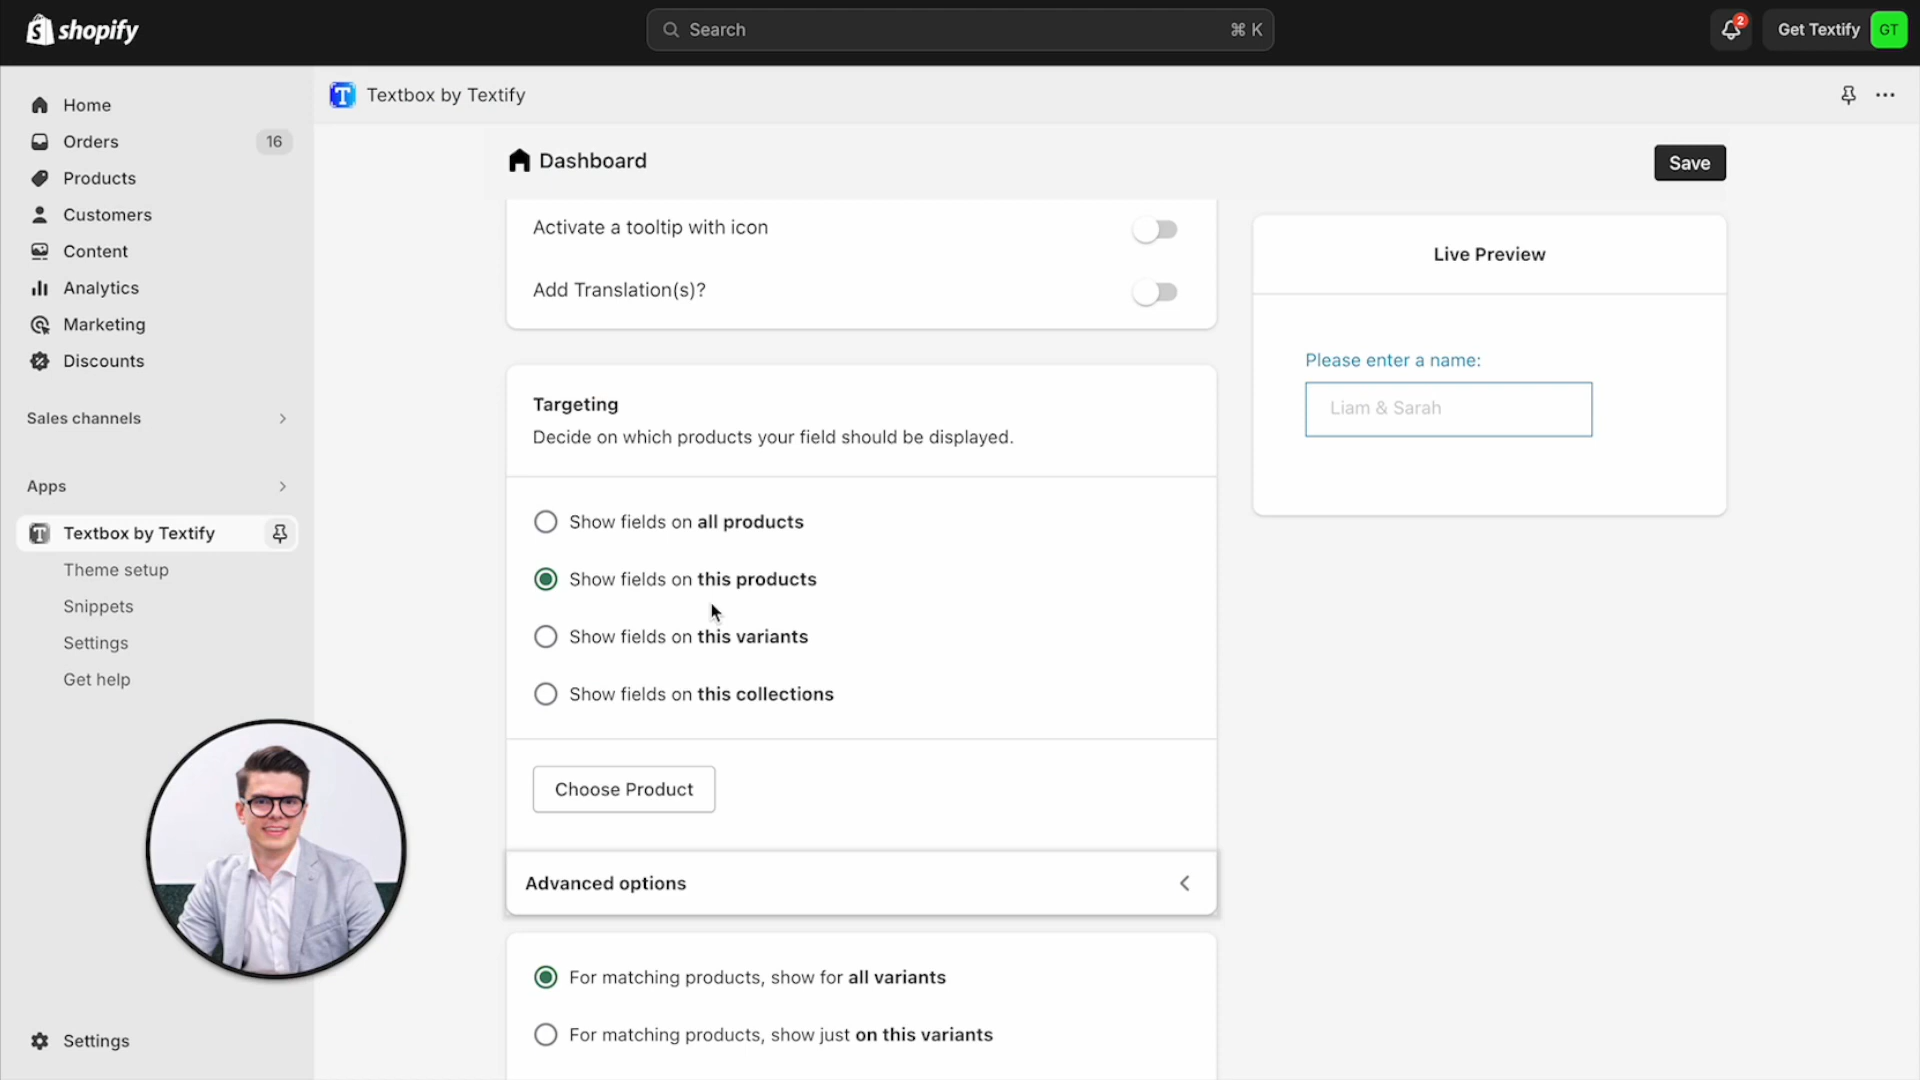 shopify
Search
⌘ K
2
Get Textify
GT
Home
Orders
16
Products
Customers
Content
Analytics
Marketing
Discounts
Sales channels
Apps
Textbox by Textify
Theme setup
Snippets
Settings
Get help
Settings
Textbox by Textify
Dashboard
Save
Activate a tooltip with icon
Add Translation(s)?
Targeting
Decide on which products your field should be displayed.
Show fields on all products
Show fields on this products
Show fields on this variants
Show fields on this collections
Choose Product
Advanced options
For matching products, show for all variants
For matching products, show just on this variants
Live Preview
Please enter a name:
Liam & Sarah